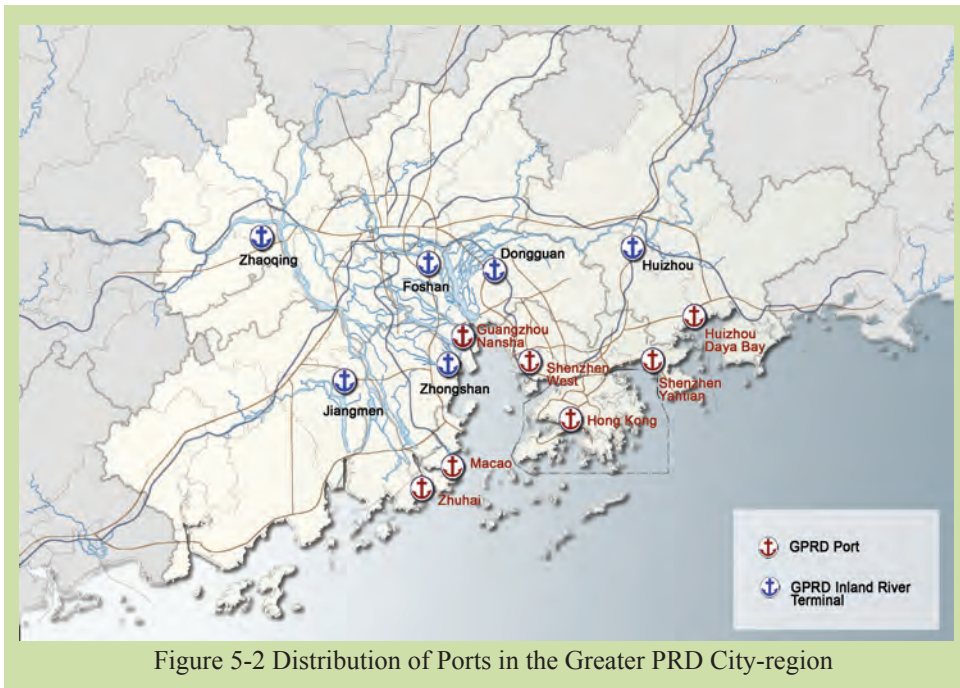 Zhaoqing
Foshan
Dongguan
Huizhou
Guangzhou
Nansha
Huizhou
Daya Bay
Zhongshan
Shenzhen
West
Shenzhen
Yantian
Jiangmen
Hong Kong
Macao
Zhuhai
GPRD Port
GPRD Inland River
Terminal
Figure 5-2 Distribution of Ports in the Greater PRD City-region